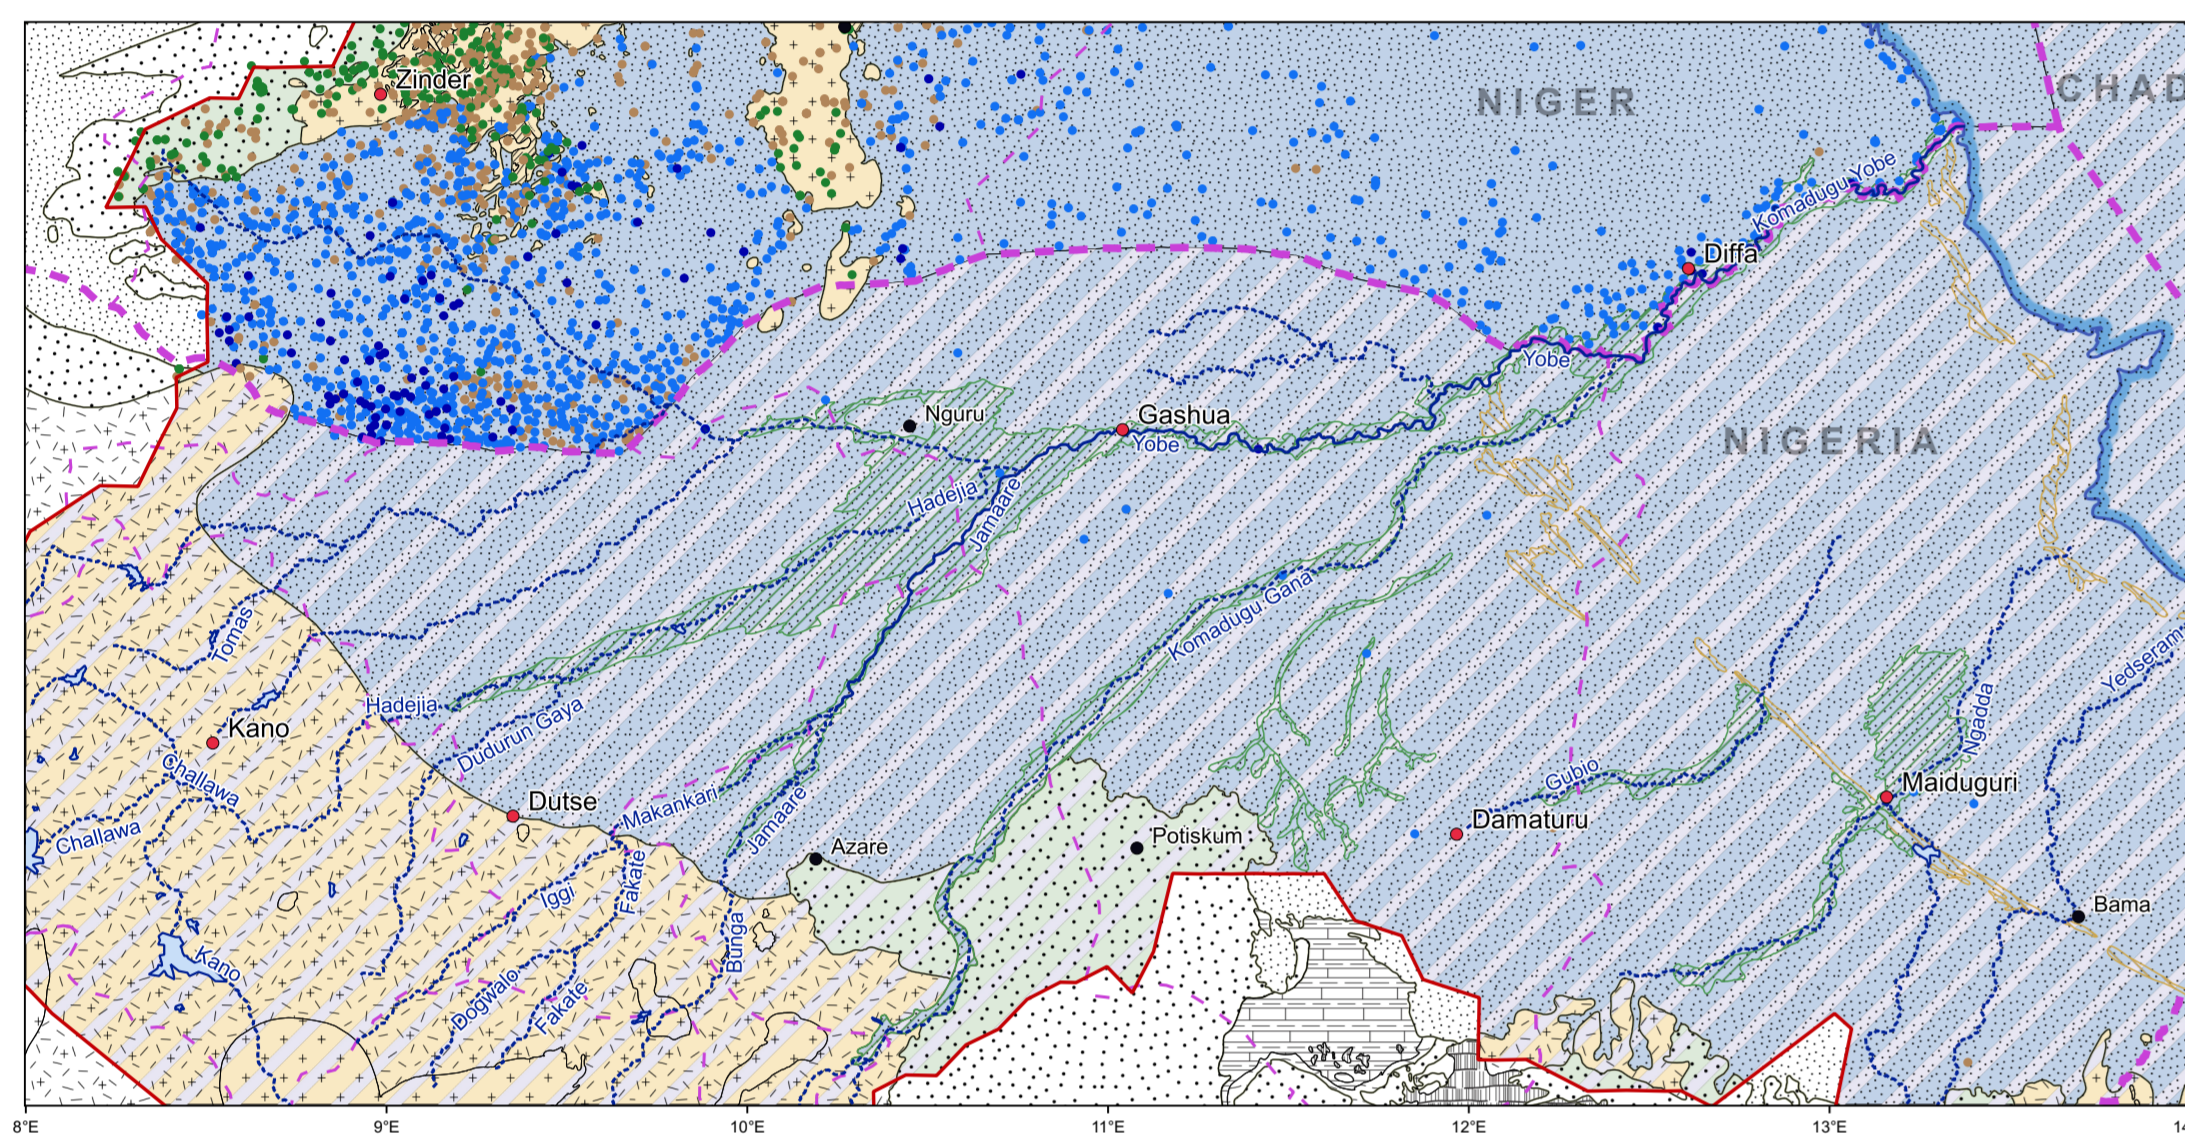 Zinder
NIGER
CHAD
Komadugu Yobe
Diffa
Yobe
Nguru
Gashua
Yobe
NIGERIA
Hadejia
Jamaare
Komadugu Gana
Tomas
Yedseram
Hadejia
Dudurun Gaya
Ngadda
Kano
Challawa
Gubio
Maiduguri
Dutse
Makankari
Damaturu
Challawa
Jamaare
Azare
Potiskum
Iggi
Fakate
Bama
Bunga
Kano
Dogwalo
Fakate
8°E
9°E
10°E
11°E
12°E
13°E
14